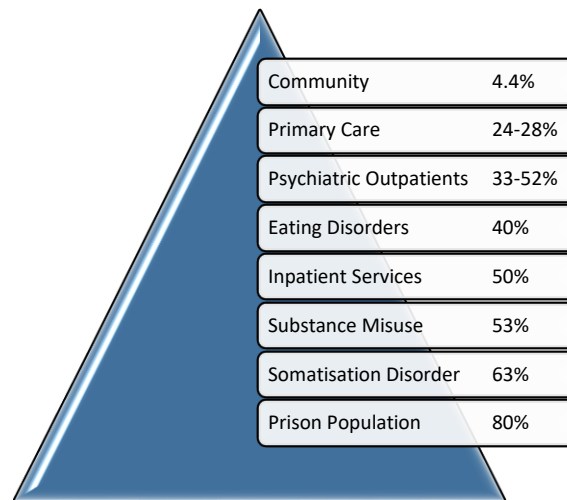 Community 4.4%
Primary Care 24-28%
Psychiatric Outpatients 33-52%
Eating Disorders 40%
Inpatient Services 50%
Substance Misuse 53%
Somatisation Disorder 63%
Prison Population 80%